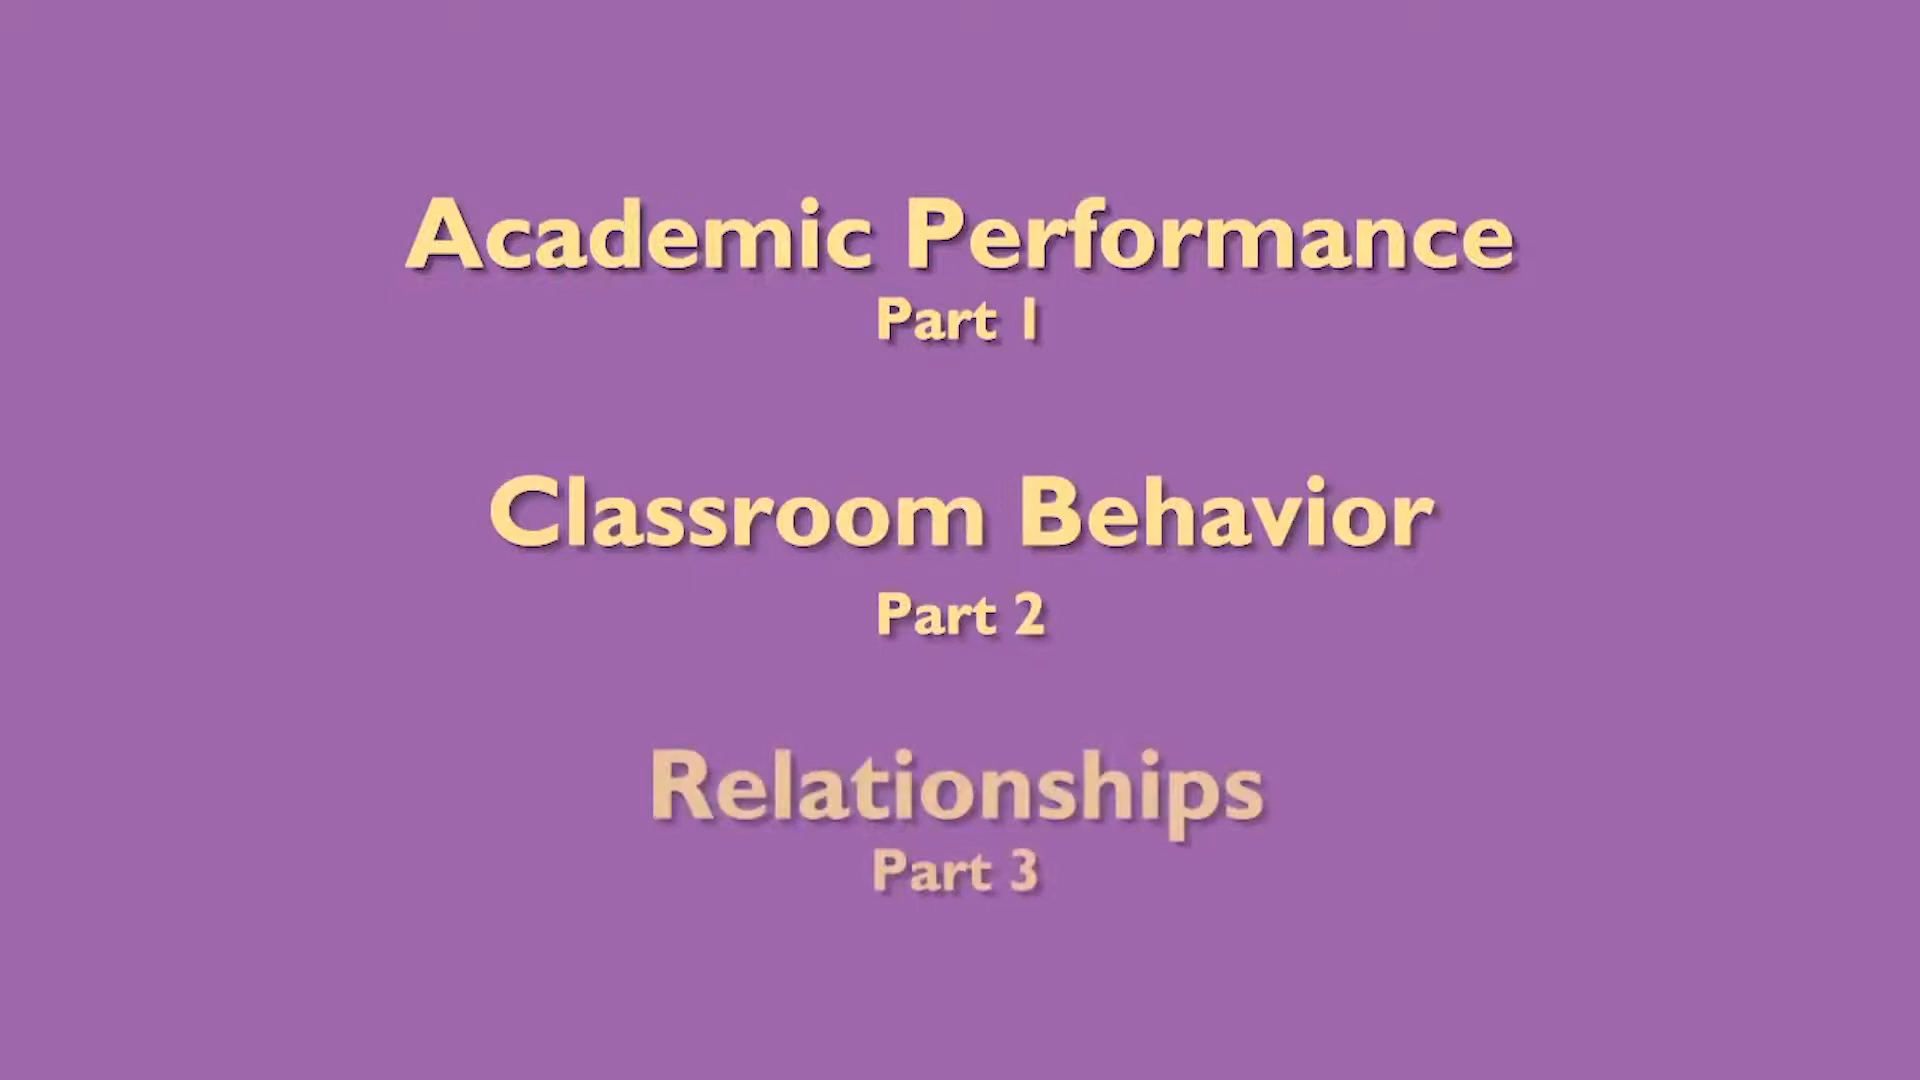 Academic Performance
Part 1
Classroom Behavior
Part 2
Relationships
Part 3